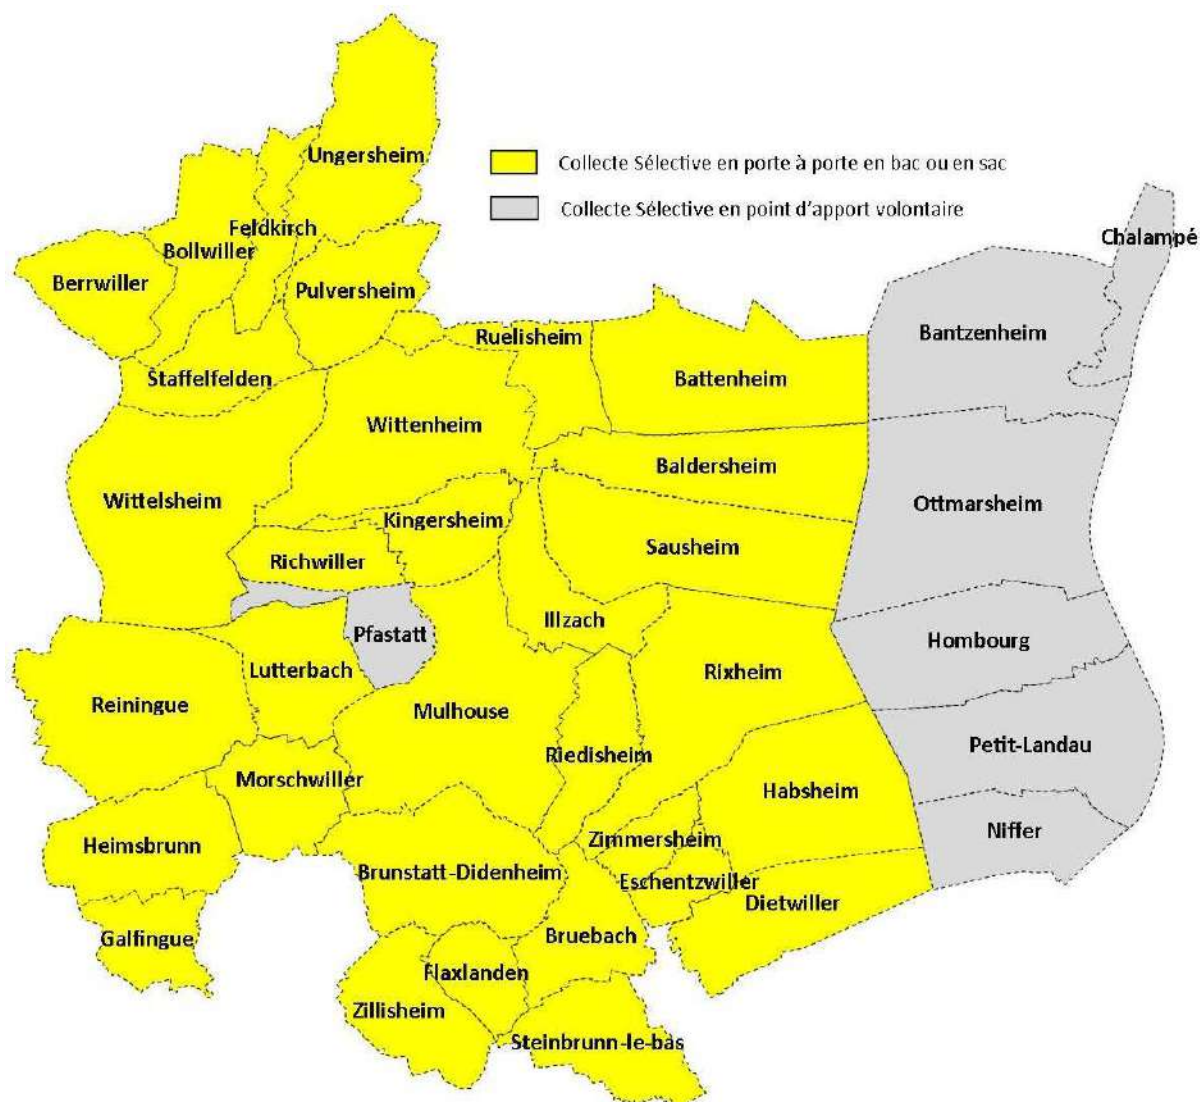 Ungersheim
Collecte Sélective en porte à porte en bac ou en sac
Collecte Sélective en point d'apport volontaire
Feldkirch
Bollwiller
Berrwiller
Pulversheim
Chalampé
Bantzenheim
Ruelisheim
Staffelfelden
Battenheim
Wittenheim
Baldersheim
Wittelsheim
Ottmarsheim
Kingersheim
Sausheim
Richwiller
Illzach
Pfastatt
Hombourg
Lutterbach
Rixheim
Reiningue
Mulhouse
Petit-Landau
Riedisheim
Morschwiller
Habsheim
Niffer
Zimmersheim
Heimsbrunn
Brunstatt-Didenheim
Eschentzwiller
Dietwiller
Galfingue
Bruebach
Flaxlanden
Zillisheim
Steinbrunn-le-bas